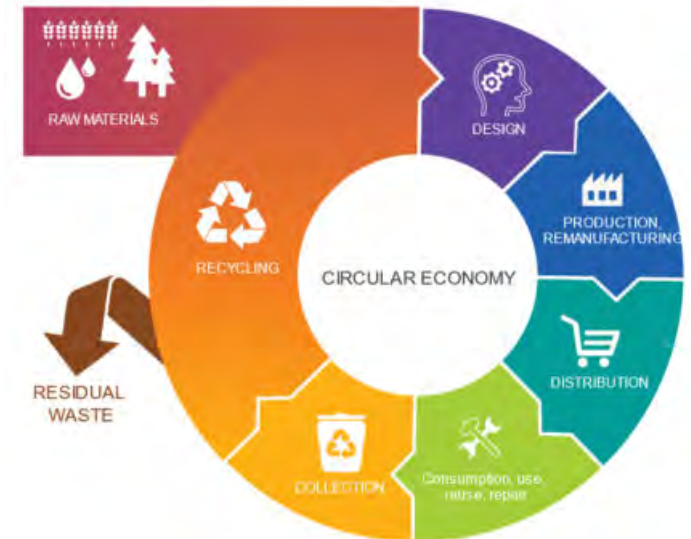 RAW MATERIALS
DESIGN
PRODUCTION,
REMANUFACTURING
RECYCLING
CIRCULAR ECONOMY
DISTRIBUTION
RESIDUAL
WASTE
COLLECTION
Consumption, use,
reuse, repair